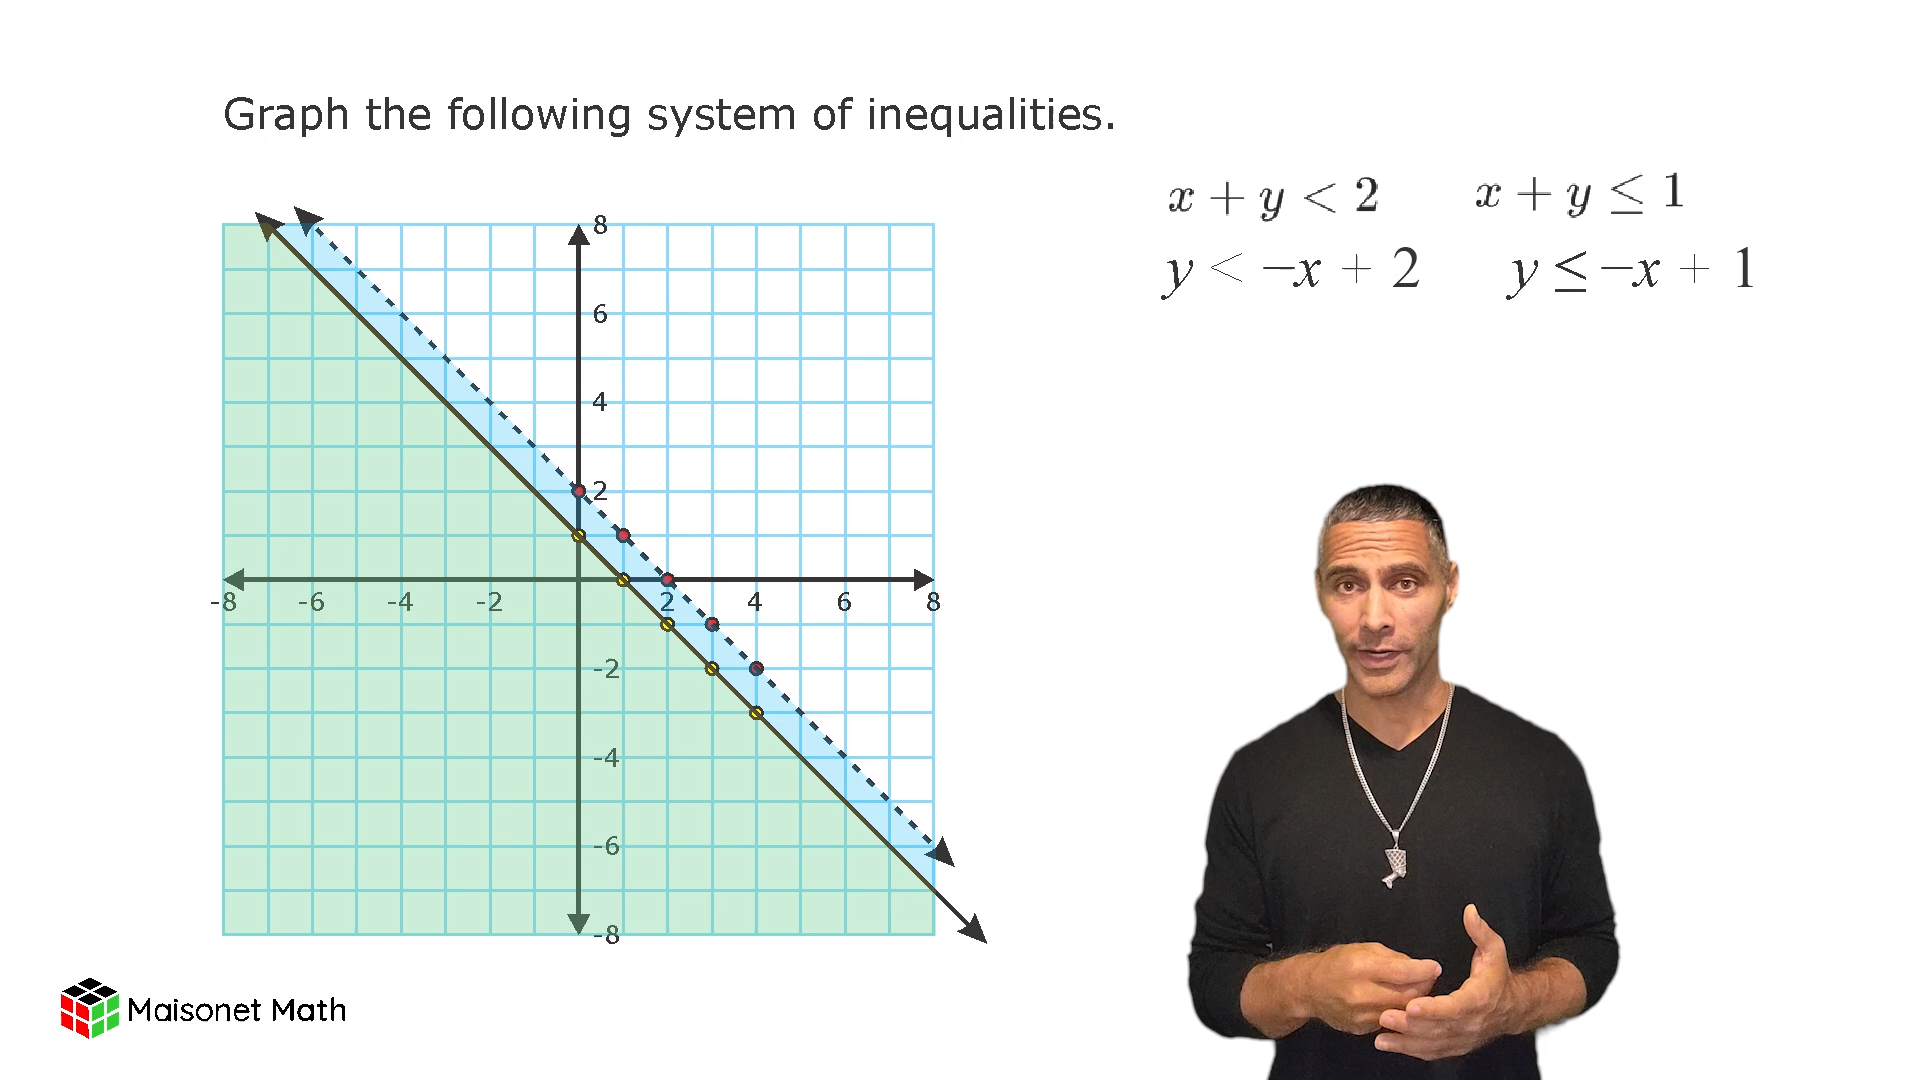 Graph the following system of inequalities.
x + y < 2 x + y ≤ 1
y < −x + 2 y ≤ −x + 1
8
6
4
2
-8 -6 -4 -2 2 4 6 8
-2
-4
-6
-8
Maisonet Math